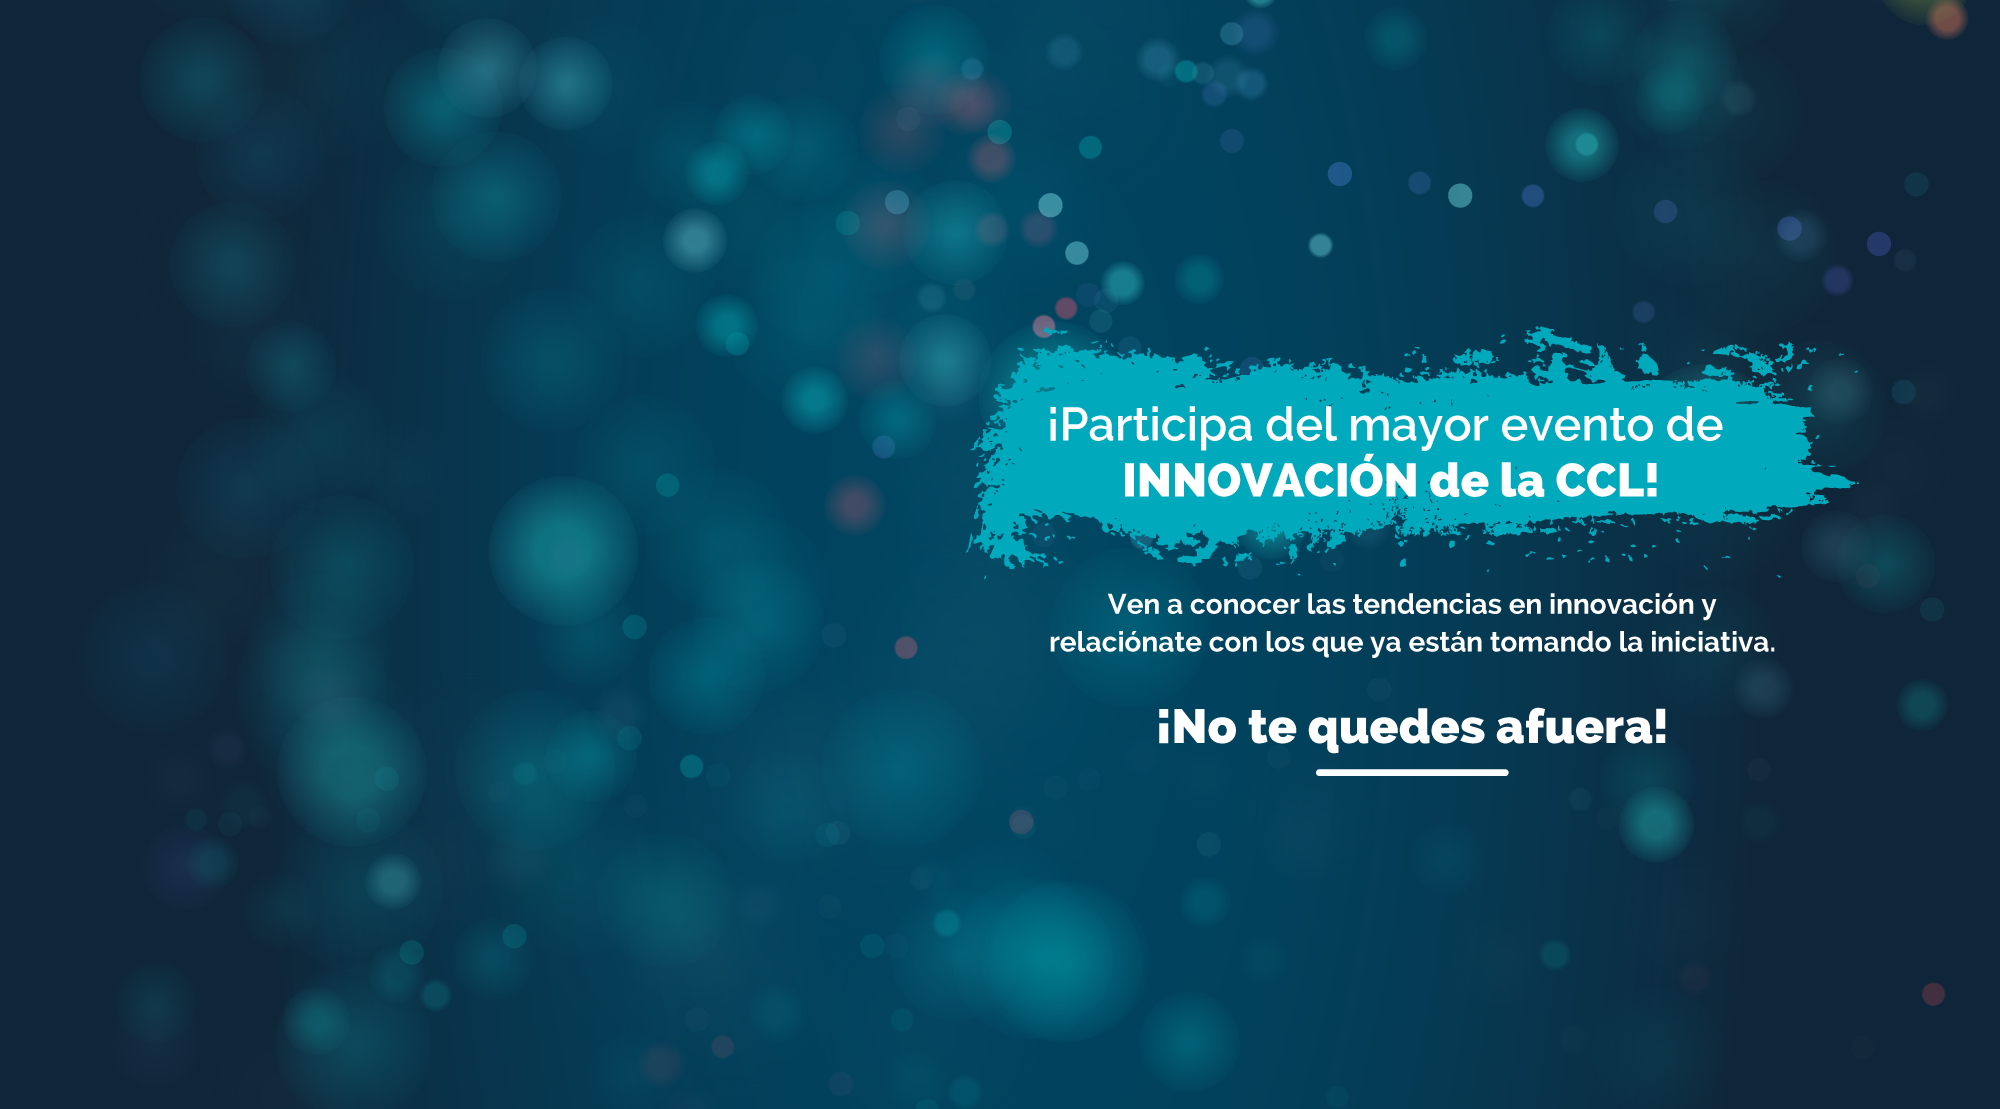 ¡Participa del mayor evento de
INNOVACIÓN de la CCL!
Ven a conocer las tendencias en innovación y
relaciónate con los que ya están tomando la iniciativa.
¡No te quedes afuera!